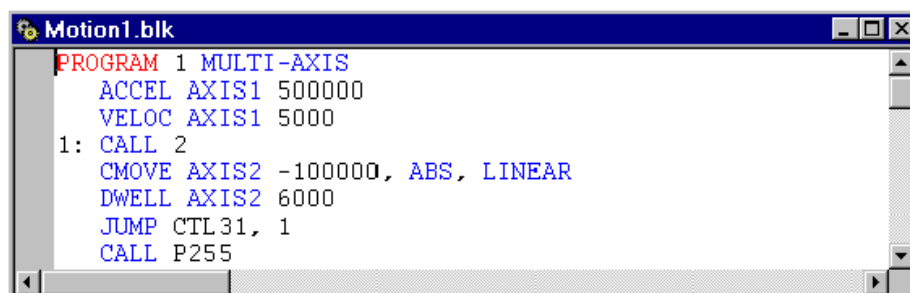 Motion1.blk
PROGRAM 1 MULTI-AXIS
ACCEL AXIS1 500000
VELOC AXIS1 5000
1: CALL 2
CMOVE AXIS2 -100000, ABS, LINEAR
DWELL AXIS2 6000
JUMP CTL31, 1
CALL P255